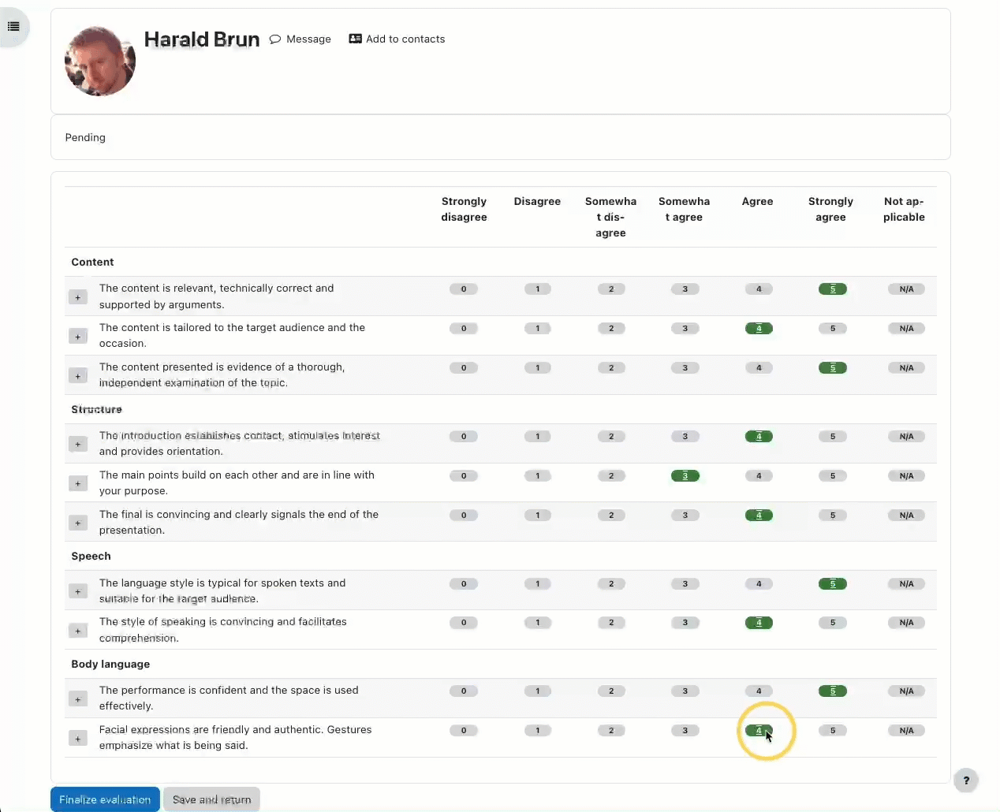 Harald Brun Message Add to contacts
Pending
Strongly disagree Disagree Somewha t dis- agree Somewha t agree Agree Strongly agree Not ap- plicable
Content
+ The content is relevant, technically correct and 0 1 2 3 4 5 N/A
supported by arguments.
+ The content is tailored to the target audience and the 0 1 2 3 4 5 N/A
occasion.
+ The content presented is evidence of a thorough, 0 1 2 3 4 5 N/A
independent examination of the topic.
Structure
+ The introduction establishes contact, stimulates interest 0 1 2 3 4 5 N/A
and provides orientation.
+ The main points build on each other and are in line with 0 1 2 3 4 5 N/A
your purpose.
+ The final is convincing and clearly signals the end of the 0 1 2 3 4 5 N/A
presentation.
Speech
+ The language style is typical for spoken texts and 0 1 2 3 4 5 N/A
suitable for the target audience.
+ The style of speaking is convincing and facilitates 0 1 2 3 4 5 N/A
comprehension.
Body language
+ The performance is confident and the space is used 0 1 2 3 4 5 N/A
effectively.
+ Facial expressions are friendly and authentic. Gestures 0 1 2 3 4 5 N/A
emphasize what is being said.
?
Finalize evaluation Save and return